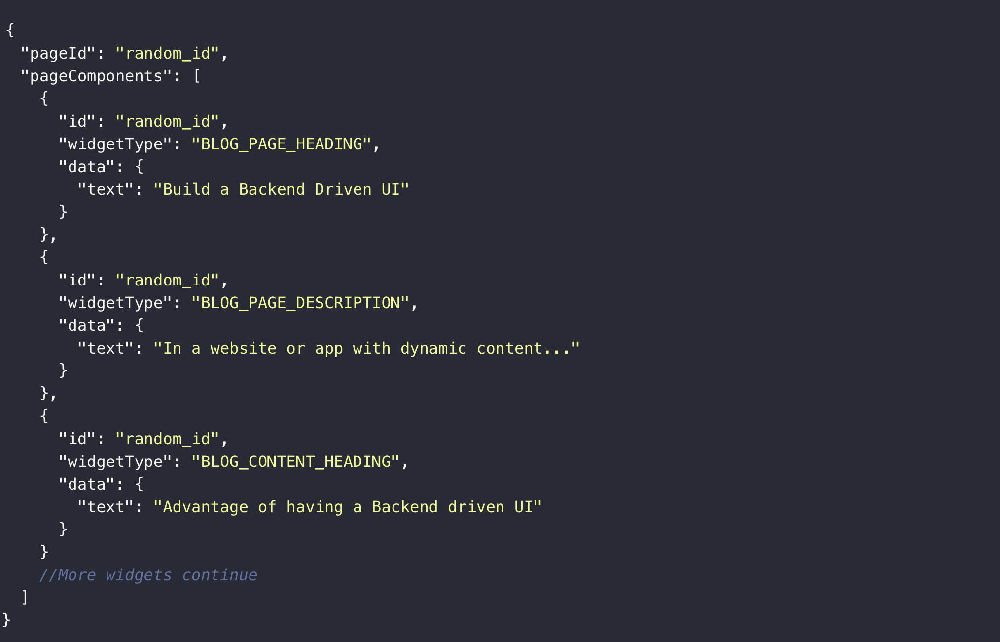 {
  "pageId": "random_id",
  "pageComponents": [
    {
      "id": "random_id",
      "widgetType": "BLOG_PAGE_HEADING",
      "data": {
        "text": "Build a Backend Driven UI"
      }
    },
    {
      "id": "random_id",
      "widgetType": "BLOG_PAGE_DESCRIPTION",
      "data": {
        "text": "In a website or app with dynamic content..."
      }
    },
    {
      "id": "random_id",
      "widgetType": "BLOG_CONTENT_HEADING",
      "data": {
        "text": "Advantage of having a Backend driven UI"
      }
    }
    //More widgets continue
  ]
}